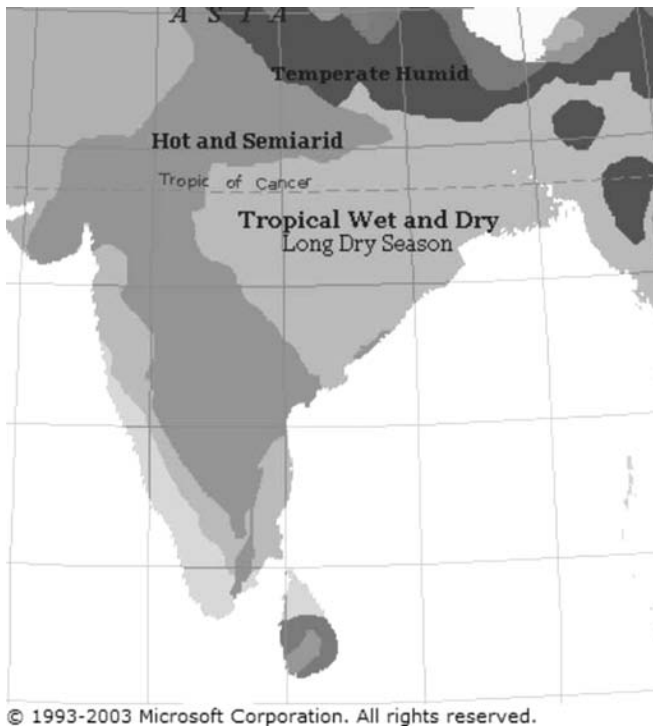 A S I A
Temperate Humid
Hot and Semiarid
Tropic of Cancer
Tropical Wet and Dry
Long Dry Season
© 1993-2003 Microsoft Corporation. All rights reserved.